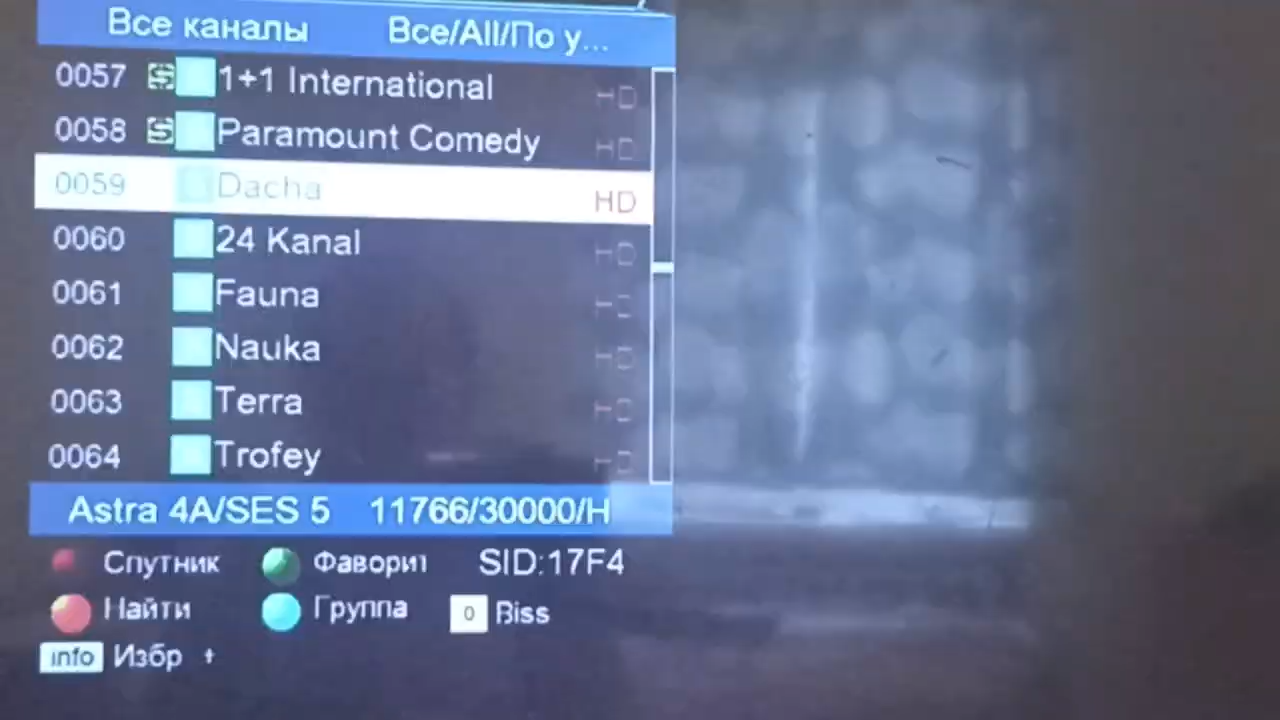 Все каналы Все/All/По у...
0057 S 1+1 International HD
0058 S Paramount Comedy HD
0059 Dacha HD
0060 24 Kanal HD
0061 Fauna HD
0062 Nauka HD
0063 Terra HD
0064 Trofey HD
Astra 4A/SES 5 11766/30000/H
Спутник Фаворит SID:17F4
Найти Группа 0 Biss
info Избр +